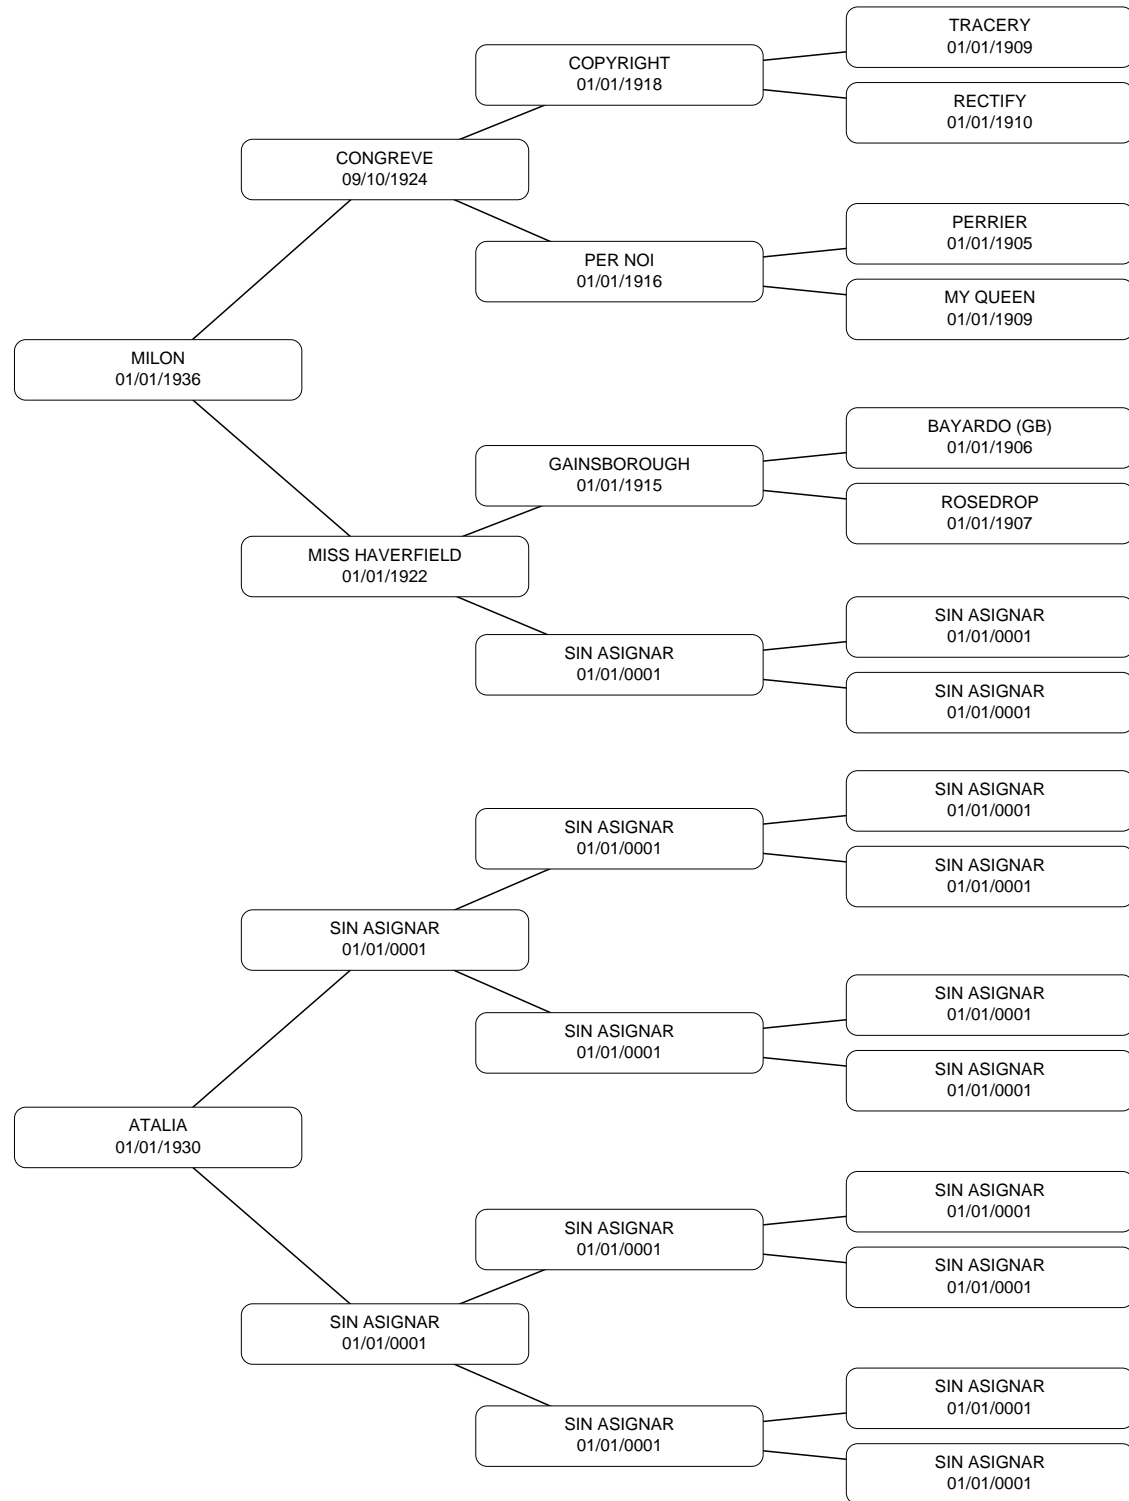 TRACERY
01/01/1909
COPYRIGHT
01/01/1918
RECTIFY
01/01/1910
CONGREVE
09/10/1924
PERRIER
01/01/1905
PER NOI
01/01/1916
MY QUEEN
01/01/1909
MILON
01/01/1936
BAYARDO (GB)
01/01/1906
GAINSBOROUGH
01/01/1915
ROSEDROP
01/01/1907
MISS HAVERFIELD
01/01/1922
SIN ASIGNAR
01/01/0001
SIN ASIGNAR
01/01/0001
SIN ASIGNAR
01/01/0001
SIN ASIGNAR
01/01/0001
SIN ASIGNAR
01/01/0001
SIN ASIGNAR
01/01/0001
SIN ASIGNAR
01/01/0001
SIN ASIGNAR
01/01/0001
SIN ASIGNAR
01/01/0001
SIN ASIGNAR
01/01/0001
ATALIA
01/01/1930
SIN ASIGNAR
01/01/0001
SIN ASIGNAR
01/01/0001
SIN ASIGNAR
01/01/0001
SIN ASIGNAR
01/01/0001
SIN ASIGNAR
01/01/0001
SIN ASIGNAR
01/01/0001
SIN ASIGNAR
01/01/0001